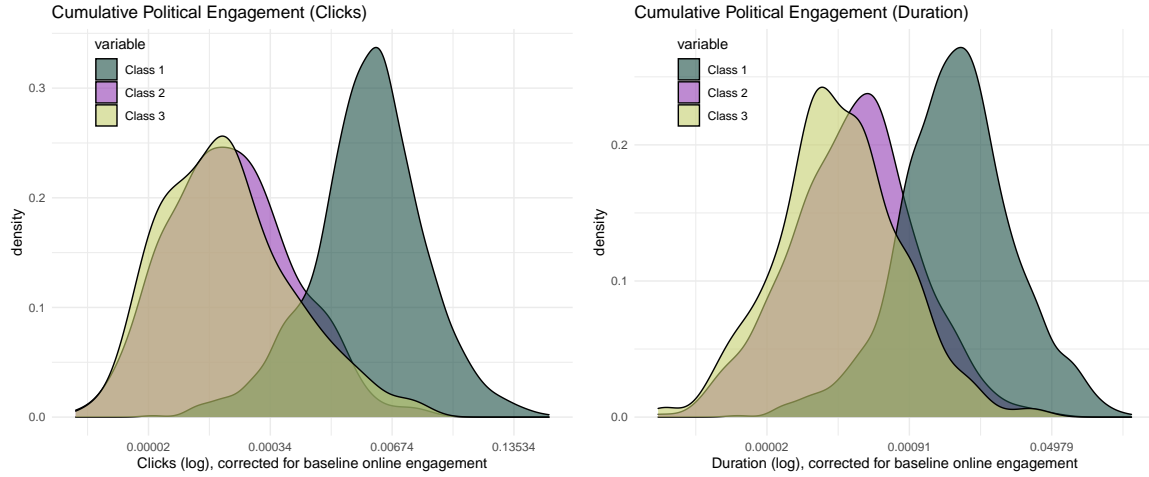 Cumulative Political Engagement (Clicks)
variable
Class 1
Class 2
Class 3
density
0.3
0.2
0.1
0.0
0.00002
0.00034
0.00674
0.13534
Clicks (log), corrected for baseline online engagement
Cumulative Political Engagement (Duration)
variable
Class 1
Class 2
Class 3
density
0.2
0.1
0.0
0.00002
0.00091
0.04979
Duration (log), corrected for baseline online engagement